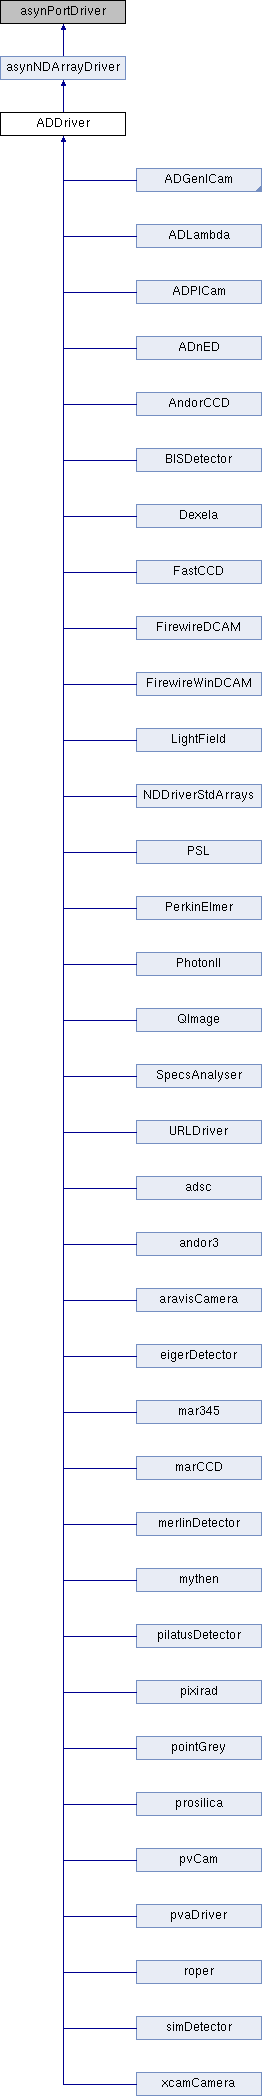 asynPortDriver
asynNDArrayDriver
ADDriver
ADGenICam
ADLambda
ADPICam
ADnED
AndorCCD
BISDetector
Dexela
FastCCD
FirewireDCAM
FirewireWinDCAM
LightField
NDDriverStdArrays
PSL
PerkinElmer
PhotonII
QImage
SpecsAnalyser
URLDriver
adsc
andor3
aravisCamera
eigerDetector
mar345
marCCD
merlinDetector
mythen
pilatusDetector
pixirad
pointGrey
prosilica
pvCam
pvaDriver
roper
simDetector
xcamCamera